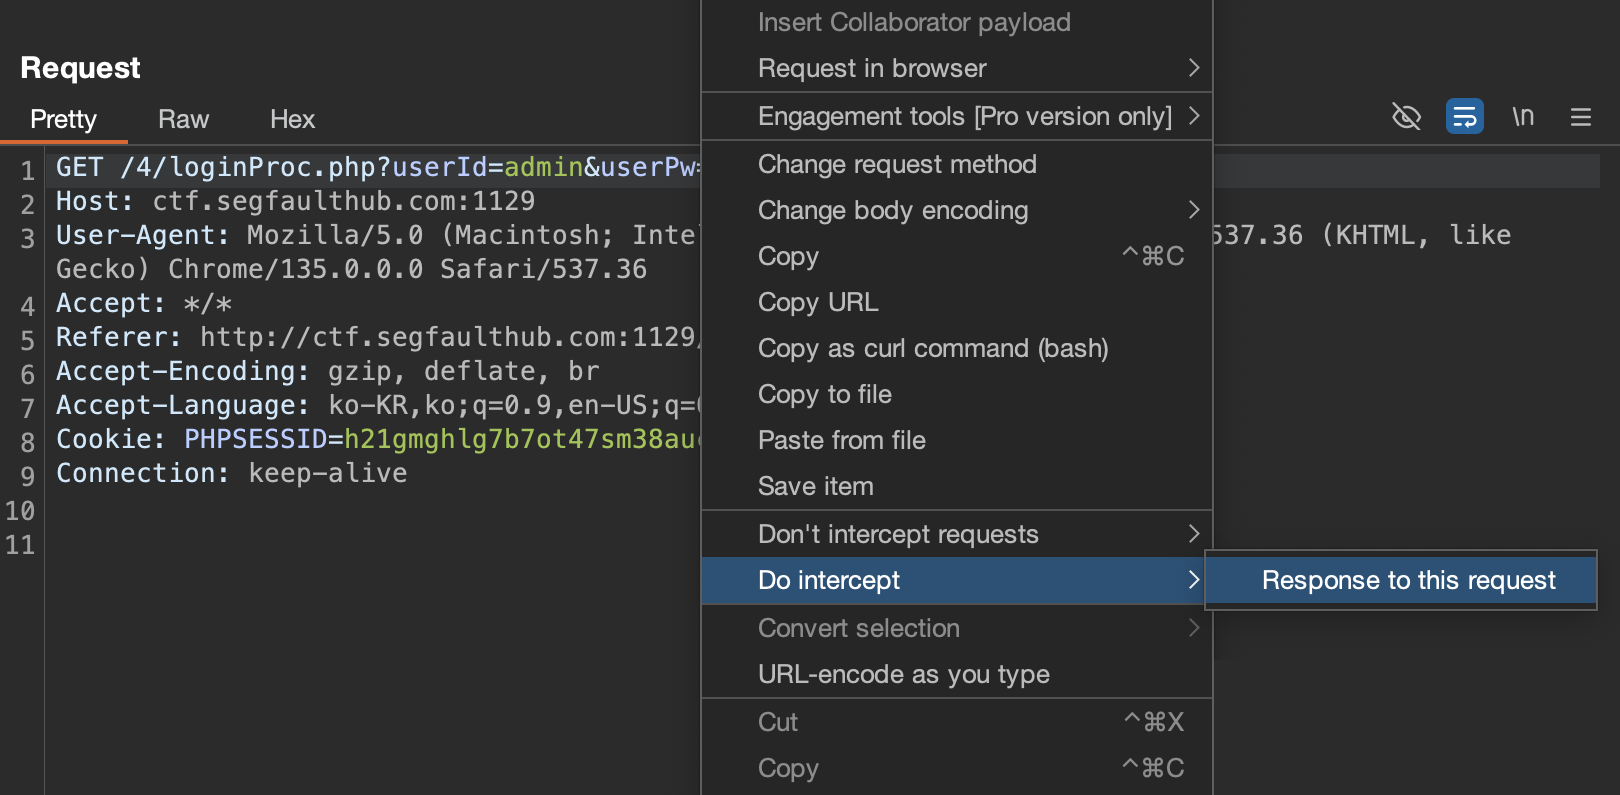 Request
Pretty Raw Hex \n
1 GET /4/loginProc.php?userId=admin&userPw=
2 Host: ctf.segfaulthub.com:1129
3 User-Agent: Mozilla/5.0 (Macintosh; Inte 537.36 (KHTML, like
Gecko) Chrome/135.0.0.0 Safari/537.36
4 Accept: */*
5 Referer: http://ctf.segfaulthub.com:1129/
6 Accept-Encoding: gzip, deflate, br
7 Accept-Language: ko-KR,ko;q=0.9,en-US;q=
8 Cookie: PHPSESSID=h21gmghlg7b7ot47sm38au
9 Connection: keep-alive
10
11
Insert Collaborator payload
Request in browser
Engagement tools [Pro version only]
Change request method
Change body encoding
Copy ^⌘C
Copy URL
Copy as curl command (bash)
Copy to file
Paste from file
Save item
Don't intercept requests
Do intercept
Response to this request
Convert selection
URL-encode as you type
Cut ^⌘X
Copy ^⌘C